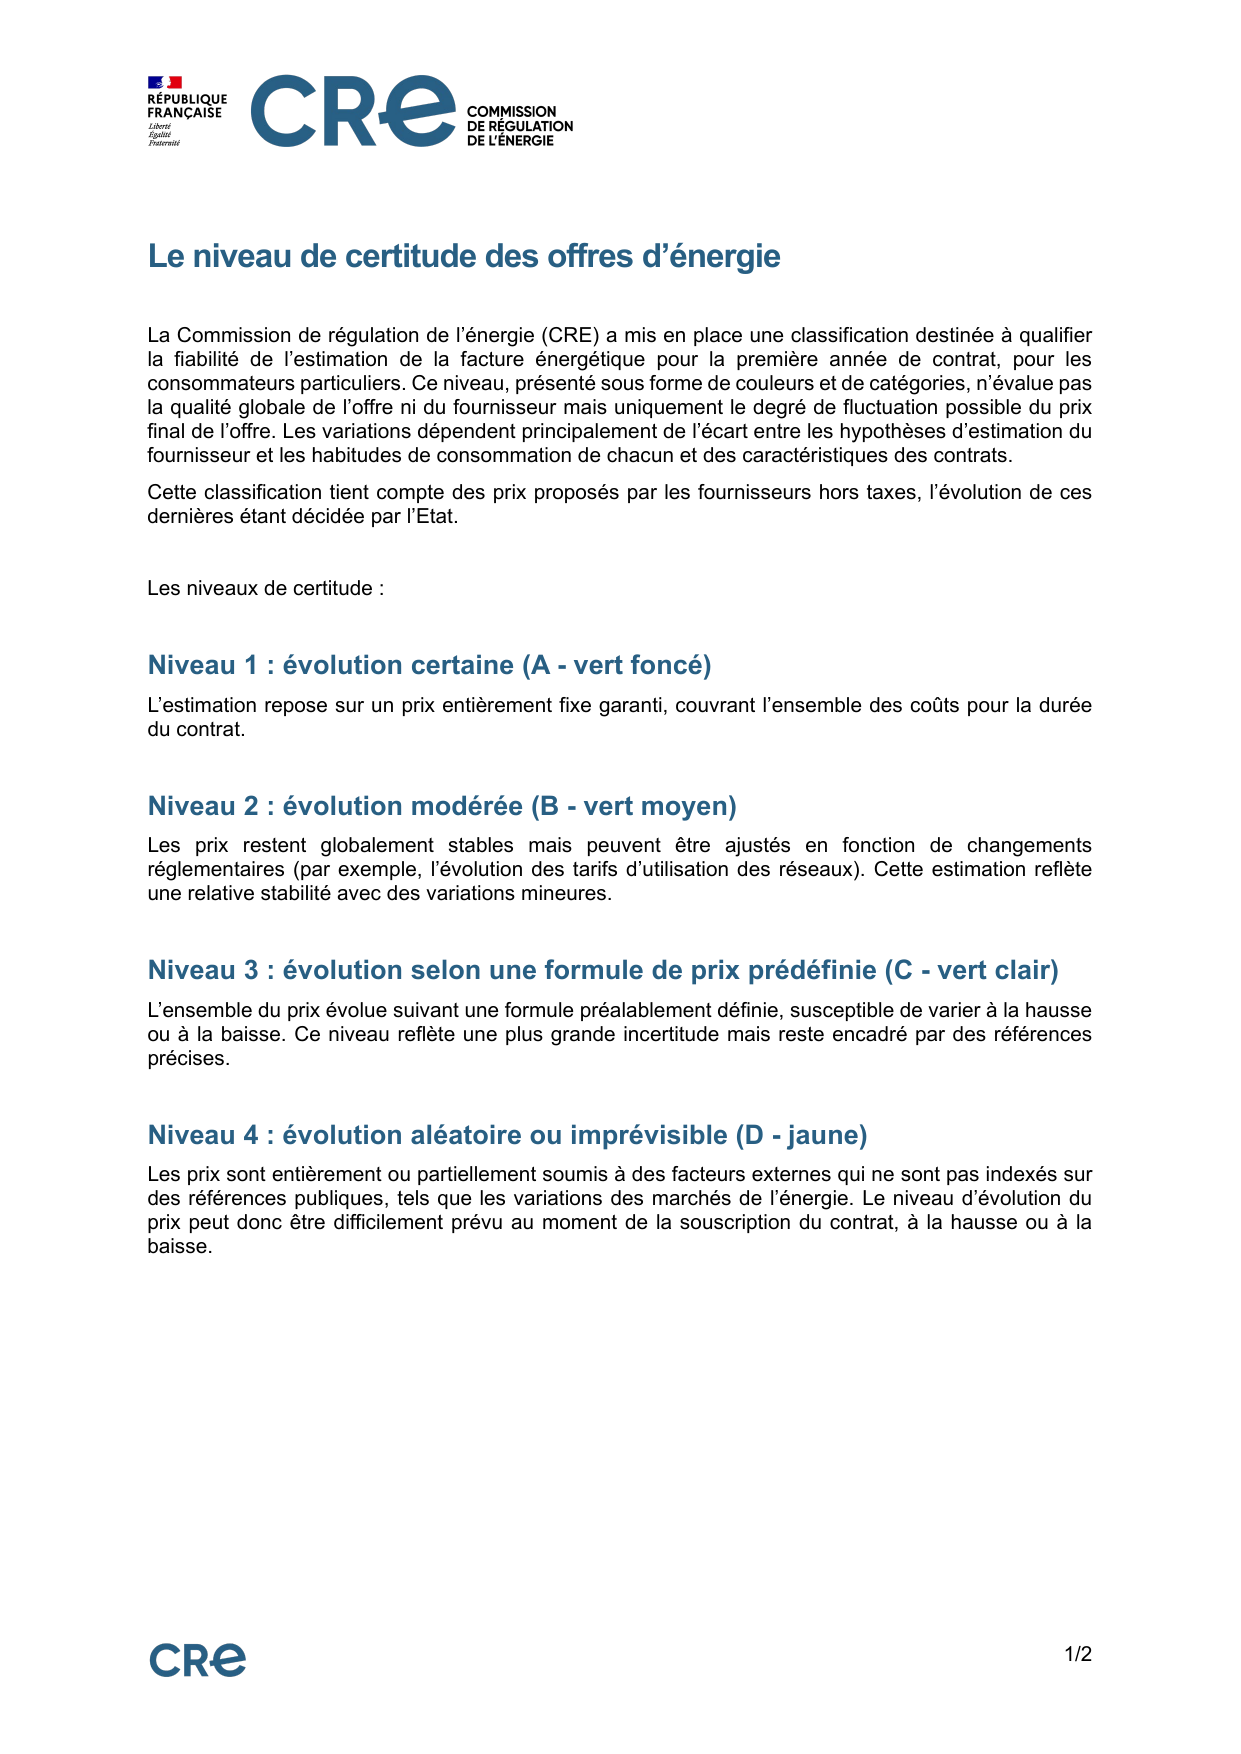 RÉPUBLIQUE
FRANÇAISE
Liberté
Égalité
Fraternité
CRE
COMMISSION
DE RÉGULATION
DE L'ÉNERGIE
Le niveau de certitude des offres d’énergie
La Commission de régulation de l’énergie (CRE) a mis en place une classification destinée à qualifier
la fiabilité de l’estimation de la facture énergétique pour la première année de contrat, pour les
consommateurs particuliers. Ce niveau, présenté sous forme de couleurs et de catégories, n’évalue pas
la qualité globale de l’offre ni du fournisseur mais uniquement le degré de fluctuation possible du prix
final de l’offre. Les variations dépendent principalement de l’écart entre les hypothèses d’estimation du
fournisseur et les habitudes de consommation de chacun et des caractéristiques des contrats.
Cette classification tient compte des prix proposés par les fournisseurs hors taxes, l’évolution de ces
dernières étant décidée par l’Etat.
Les niveaux de certitude :
Niveau 1 : évolution certaine (A - vert foncé)
L’estimation repose sur un prix entièrement fixe garanti, couvrant l’ensemble des coûts pour la durée
du contrat.
Niveau 2 : évolution modérée (B - vert moyen)
Les prix restent globalement stables mais peuvent être ajustés en fonction de changements
réglementaires (par exemple, l’évolution des tarifs d’utilisation des réseaux). Cette estimation reflète
une relative stabilité avec des variations mineures.
Niveau 3 : évolution selon une formule de prix prédéfinie (C - vert clair)
L’ensemble du prix évolue suivant une formule préalablement définie, susceptible de varier à la hausse
ou à la baisse. Ce niveau reflète une plus grande incertitude mais reste encadré par des références
précises.
Niveau 4 : évolution aléatoire ou imprévisible (D - jaune)
Les prix sont entièrement ou partiellement soumis à des facteurs externes qui ne sont pas indexés sur
des références publiques, tels que les variations des marchés de l’énergie. Le niveau d’évolution du
prix peut donc être difficilement prévu au moment de la souscription du contrat, à la hausse ou à la
baisse.
CRE
1/2